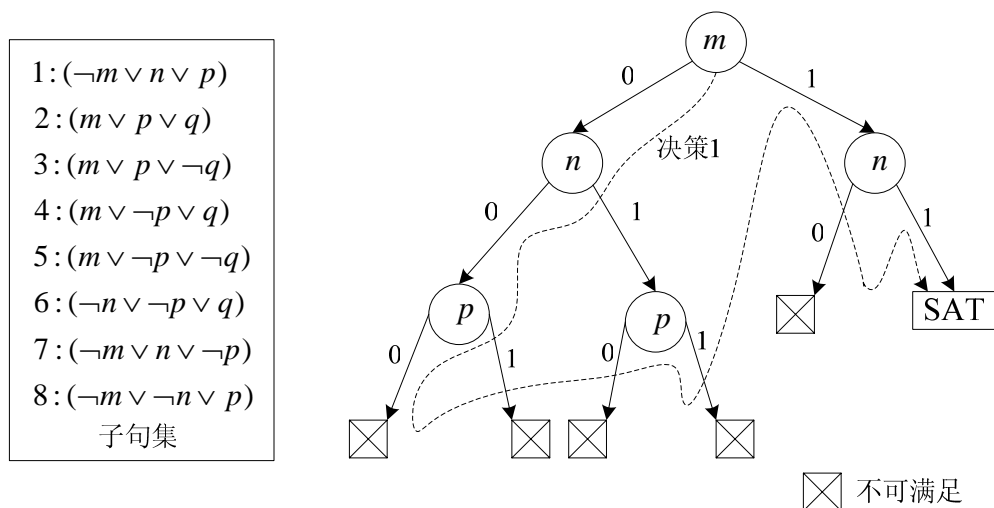 1:(¬m∨n∨p)
2:(m∨p∨q)
3:(m∨p∨¬q)
4:(m∨¬p∨q)
5:(m∨¬p∨¬q)
6:(¬n∨¬p∨q)
7:(¬m∨n∨¬p)
8:(¬m∨¬n∨p)
子句集
m
0
1
n
决策1
n
0
1
0
1
p
p
SAT
0
1
0
1
不可满足